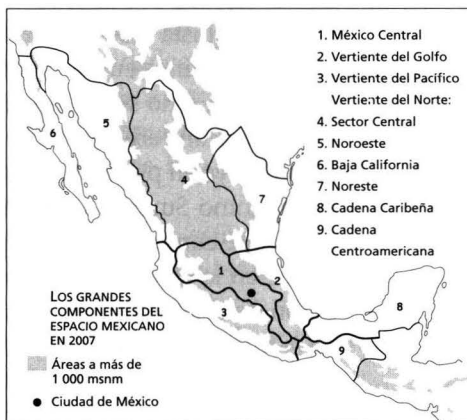 1. México Central
2. Vertiente del Golfo
3. Vertiente del Pacífico
Vertiente del Norte:
4. Sector Central
5. Noroeste
6. Baja California
7. Noreste
8. Cadena Caribeña
9. Cadena
Centroamericana
5
6
4
7
1
2
3
8
9
LOS GRANDES
COMPONENTES DEL
ESPACIO MEXICANO
EN 2007
Áreas a más de
1 000 msnm
Ciudad de México